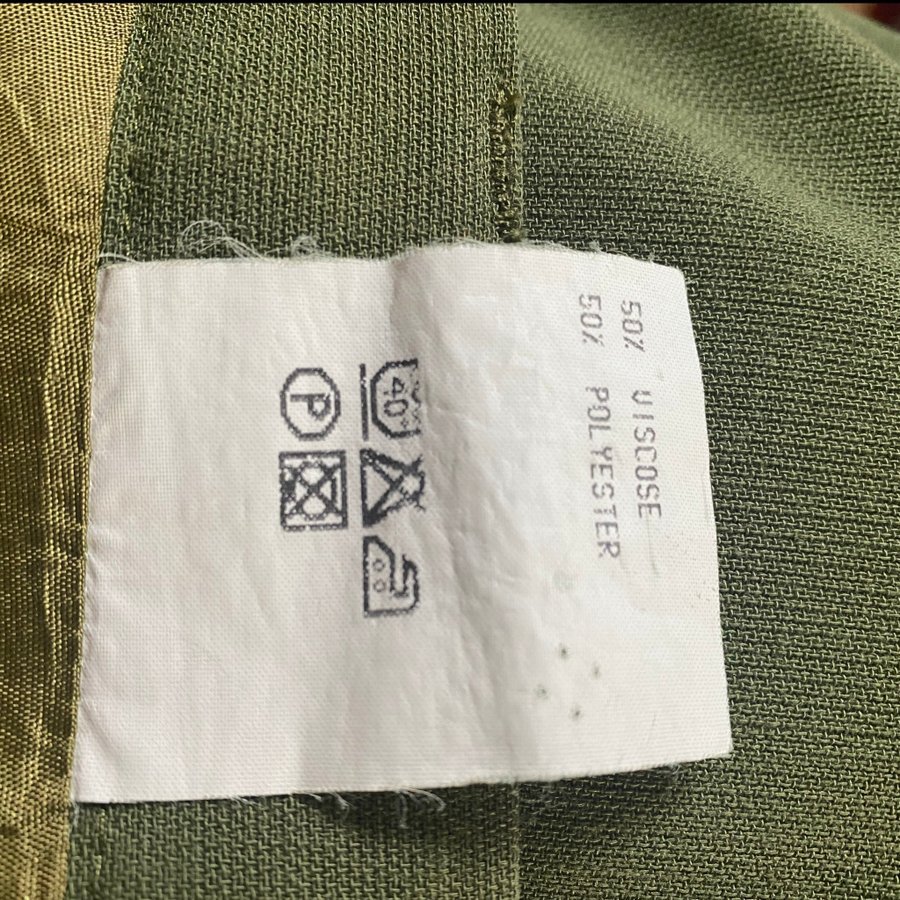 50% VISCOSE
50% POLYESTER
40°
P